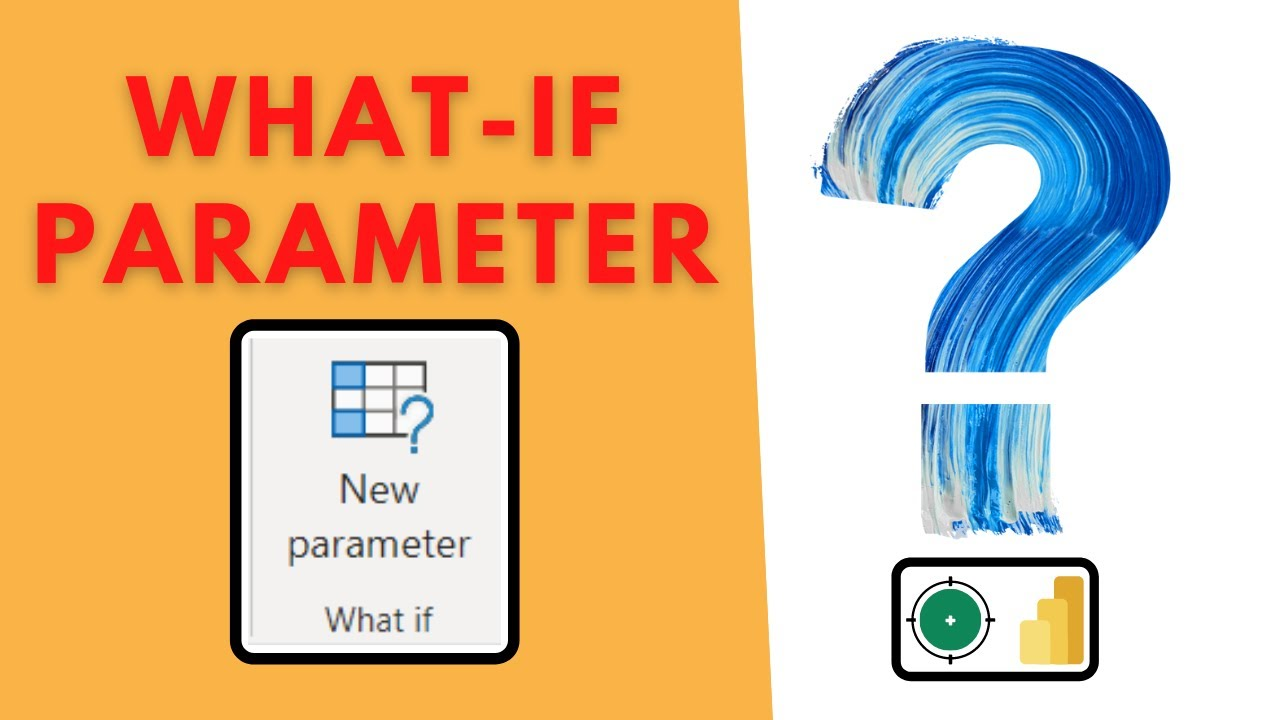 WHAT-IF
PARAMETER
New
parameter
What if